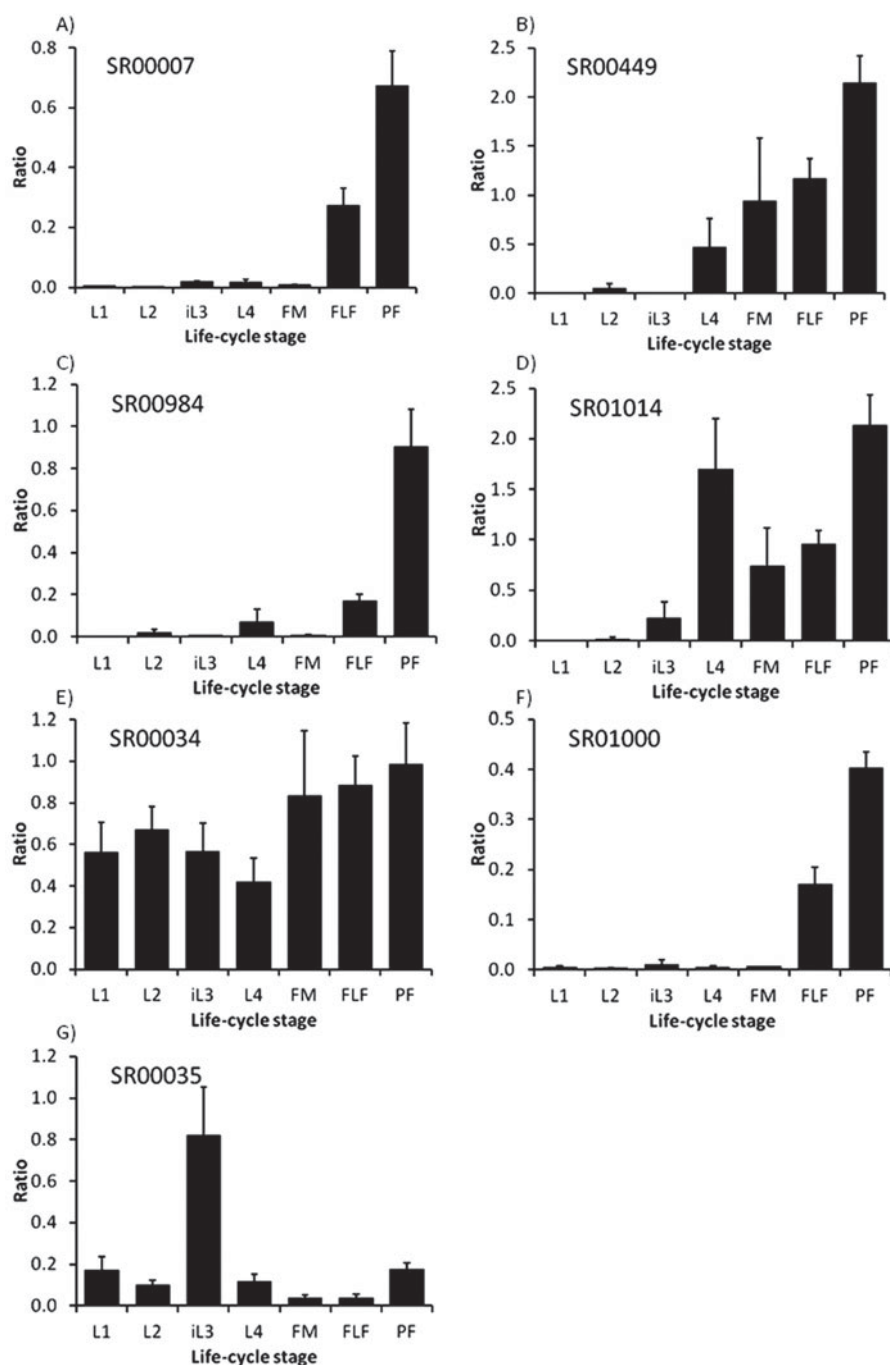 A)
SR00007
0.8
0.6
0.4
0.2
0.0
Ratio
L1 L2 iL3 L4 FM FLF PF
Life-cycle stage
B)
SR00449
2.5
2.0
1.5
1.0
0.5
0.0
Ratio
L1 L2 iL3 L4 FM FLF PF
Life-cycle stage
C)
SR00984
1.2
1.0
0.8
0.6
0.4
0.2
0.0
Ratio
L1 L2 iL3 L4 FM FLF PF
Life-cycle stage
D)
SR01014
2.5
2.0
1.5
1.0
0.5
0.0
Ratio
L1 L2 iL3 L4 FM FLF PF
Life-cycle stage
E)
SR00034
1.2
1.0
0.8
0.6
0.4
0.2
0.0
Ratio
L1 L2 iL3 L4 FM FLF PF
Life-cycle stage
F)
SR01000
0.5
0.4
0.3
0.2
0.1
0.0
Ratio
L1 L2 iL3 L4 FM FLF PF
Life-cycle stage
G)
SR00035
1.2
1.0
0.8
0.6
0.4
0.2
0.0
Ratio
L1 L2 iL3 L4 FM FLF PF
Life-cycle stage